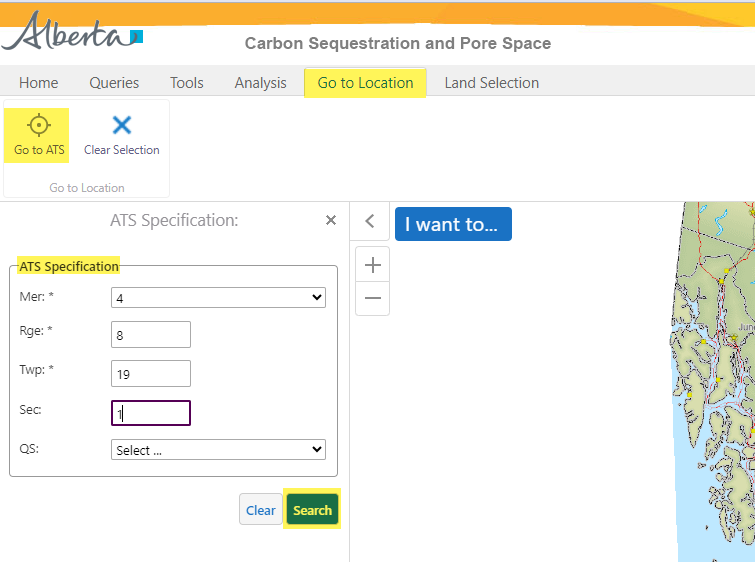 Alberta
Carbon Sequestration and Pore Space
Home Queries Tools Analysis Go to Location Land Selection
Go to ATS Clear Selection
Go to Location
ATS Specification: ×
I want to...
ATS Specification
Mer: * 4
Rge: * 8
Twp: * 19
Sec: 1
QS: Select ...
Clear Search